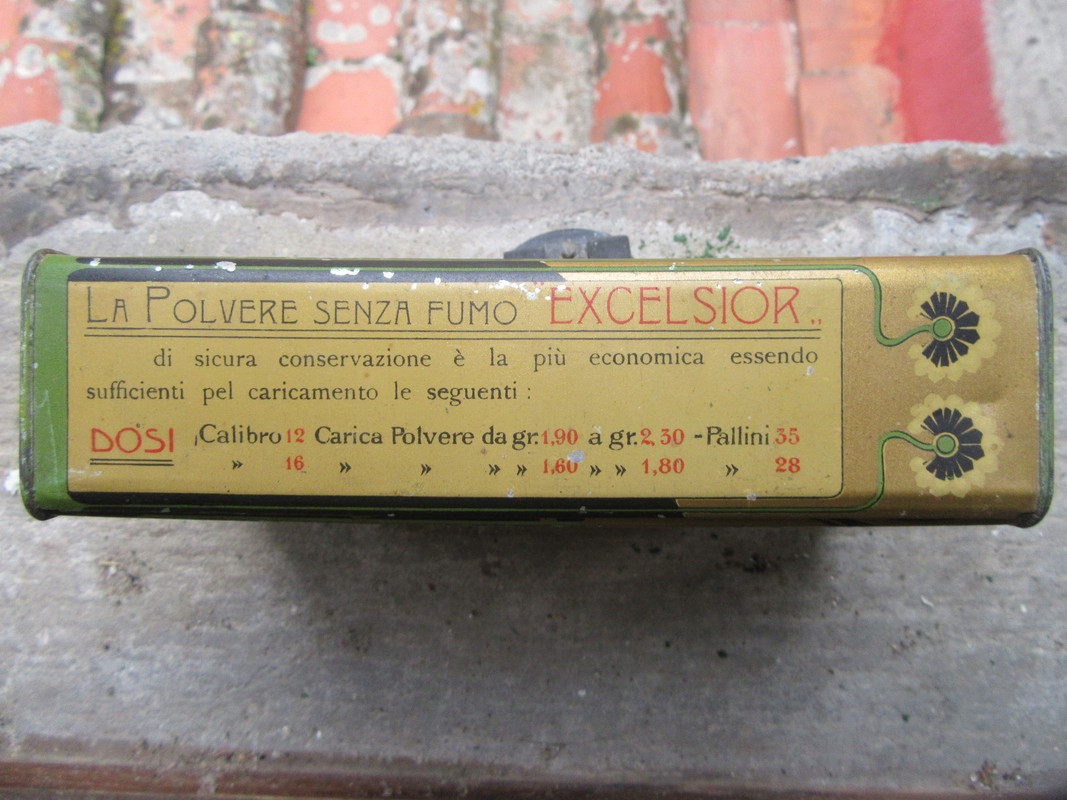 LA POLVERE SENZA FUMO "EXCELSIOR„
di sicura conservazione è la più economica essendo
sufficienti pel caricamento le seguenti :
DOSI Calibro 12 Carica Polvere da gr. 1,90 a gr. 2,30 - Pallini 35
» 16 » » » » 1,60 » » 1,80 » 28